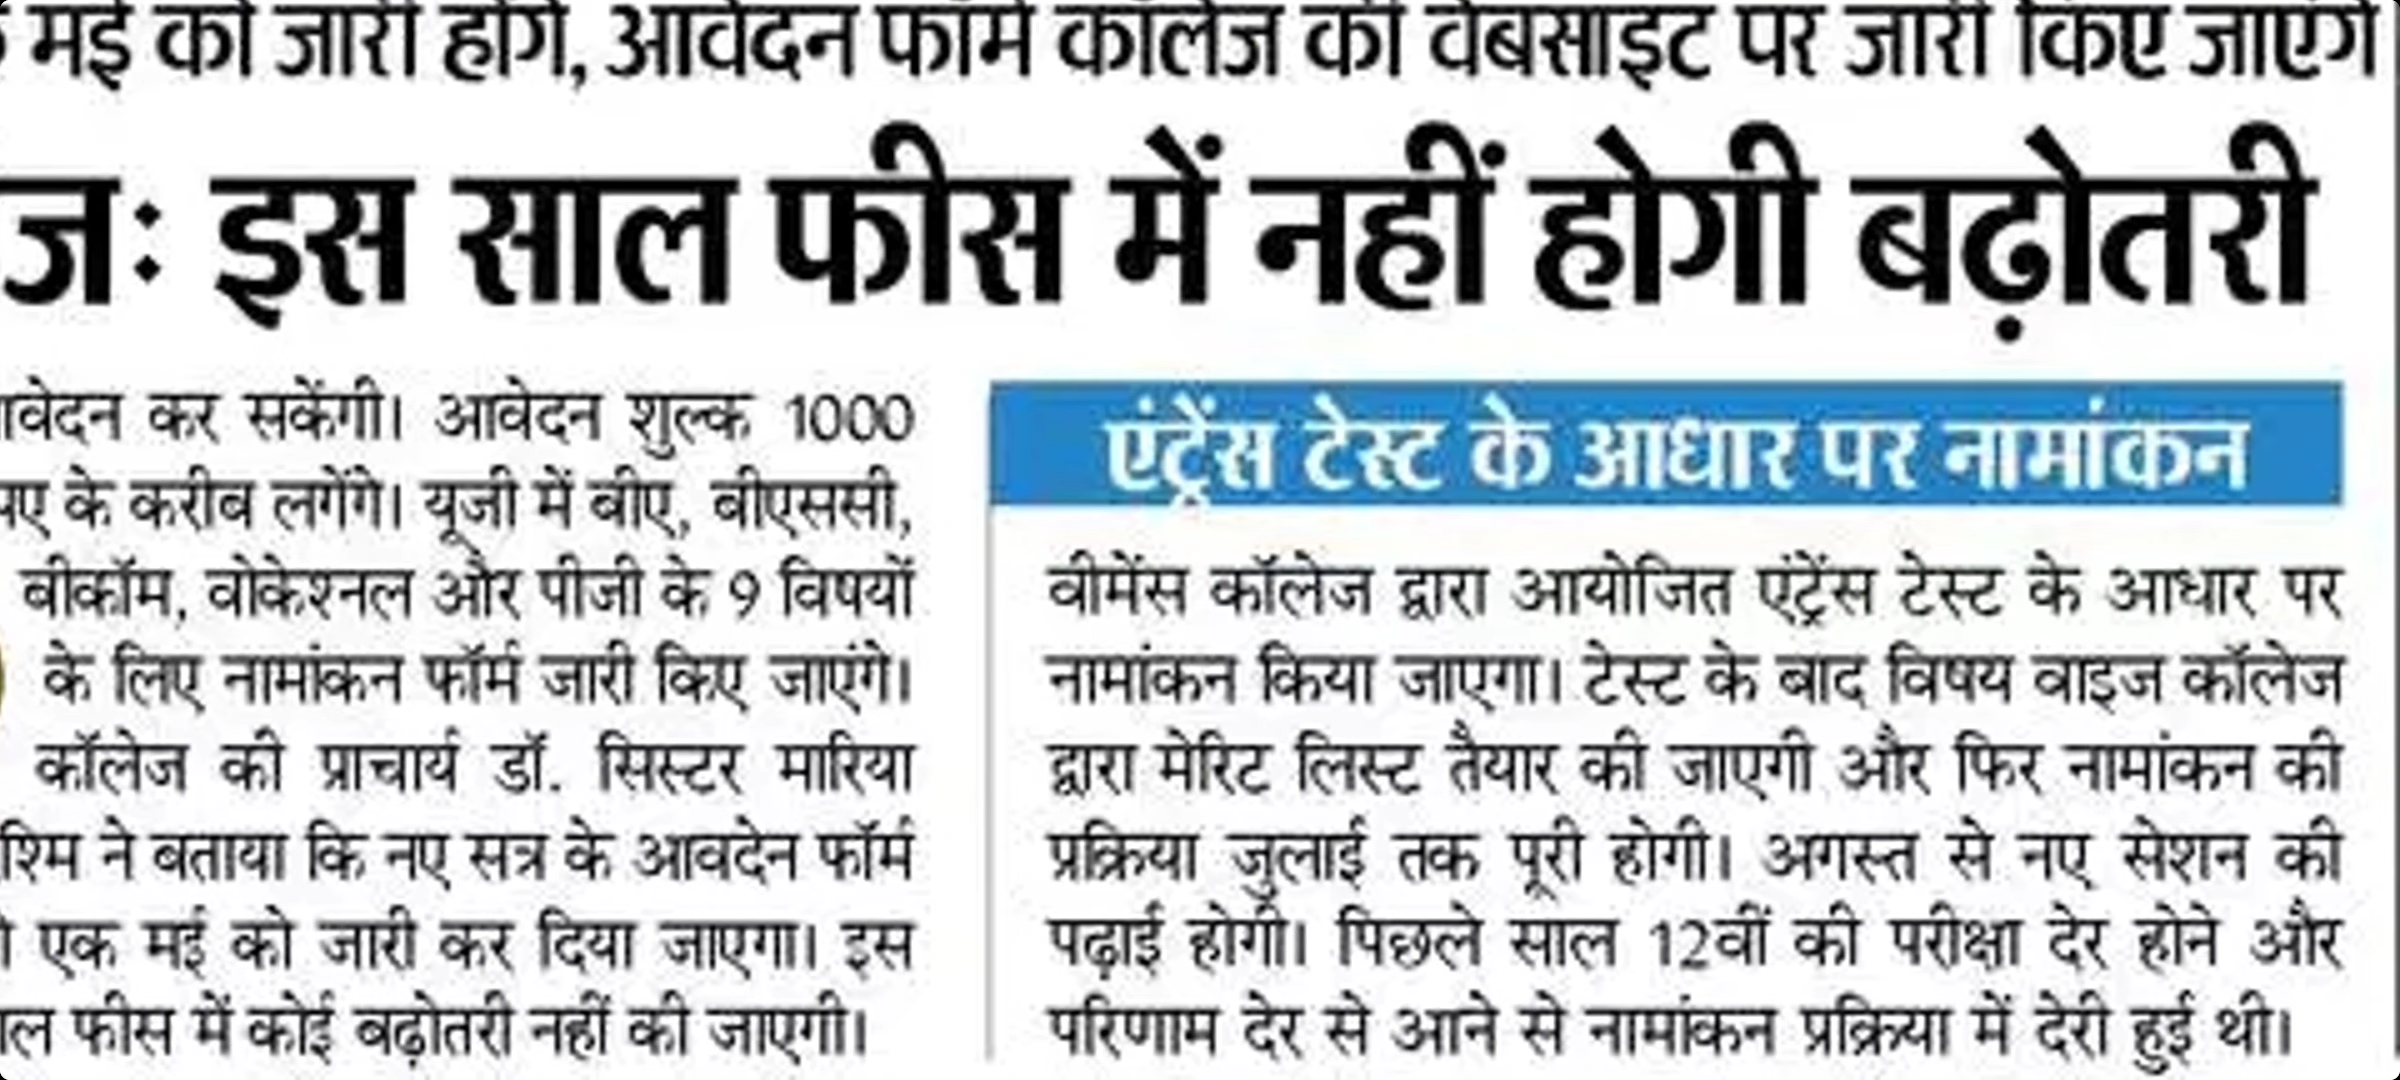 मई को जारी होंगे, आवेदन फॉर्म कॉलेज की वेबसाइट पर जारी किए जाएंगे
जः इस साल फीस में नहीं होगी बढ़ोतरी
विदन कर सकेंगी। आवेदन शुल्क 1000
पए के करीब लगेंगे। यूजी में बीए, बीएससी,
बीकॉम, वोकेश्नल और पीजी के 9 विषयों
के लिए नामांकन फॉर्म जारी किए जाएंगे।
कॉलेज की प्राचार्य डॉ. सिस्टर मारिया
श्मि ने बताया कि नए सत्र के आवदेन फॉर्म
एक मई को जारी कर दिया जाएगा। इस
ल फीस में कोई बढ़ोतरी नहीं की जाएगी।
एंट्रेंस टेस्ट के आधार पर नामांकन
वीमेंस कॉलेज द्वारा आयोजित एंट्रेंस टेस्ट के आधार पर
नामांकन किया जाएगा। टेस्ट के बाद विषय वाइज कॉलेज
द्वारा मेरिट लिस्ट तैयार की जाएगी और फिर नामांकन की
प्रक्रिया जुलाई तक पूरी होगी। अगस्त से नए सेशन की
पढ़ाई होगी। पिछले साल 12वीं की परीक्षा देर होने और
परिणाम देर से आने से नामांकन प्रक्रिया में देरी हुई थी।